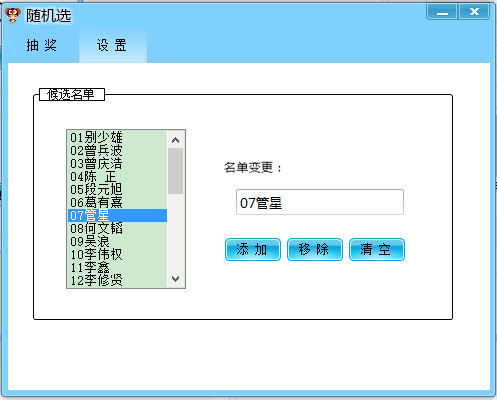 随机选
抽 奖 设 置
候选名单
01别少雄
02曾兵波
03曾庆浩
04陈 正
05段元旭
06葛有熹
07管星
08何文韬
09吴浪
10李伟权
11李鑫
12李修贤
名单变更：
07管星
添 加 移 除 清 空